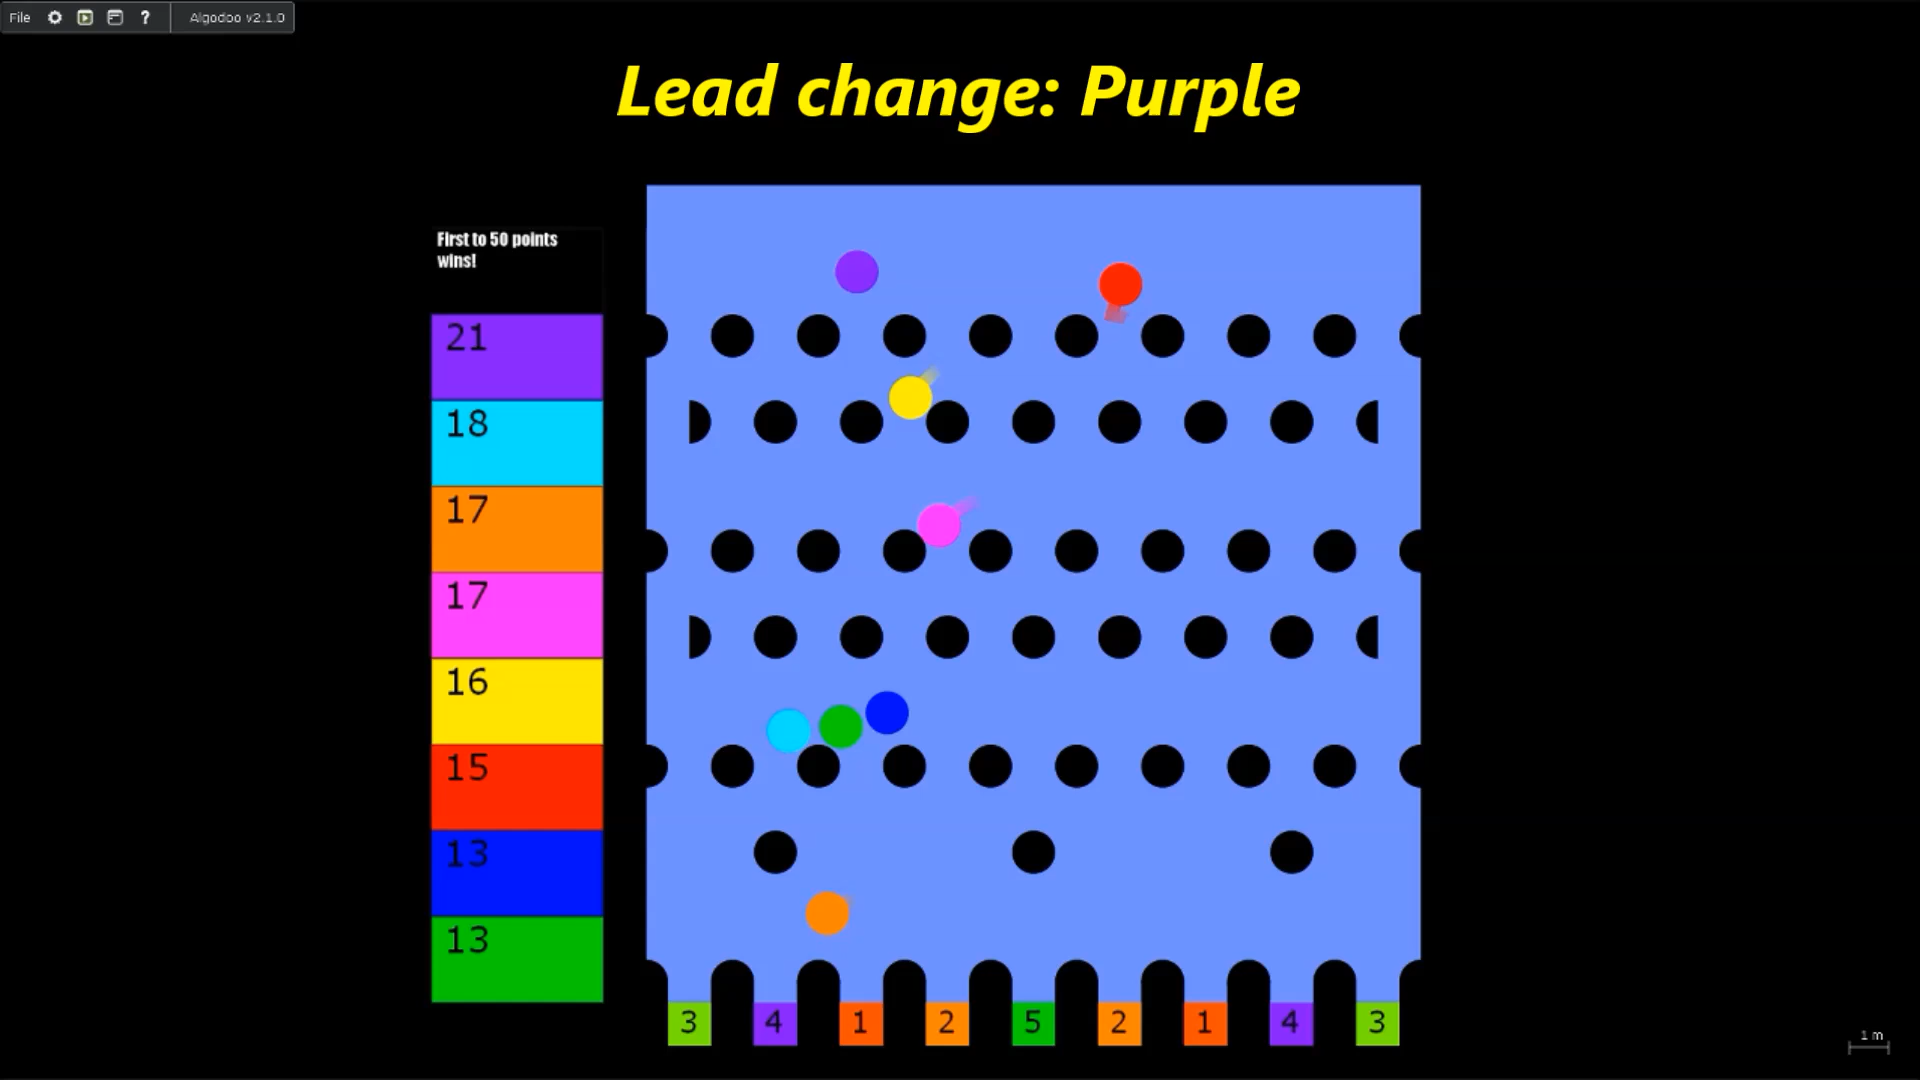 File ? Algodoo v2.1.0
Lead change: Purple
First to 50 points
wins!
21
18
17
17
16
15
13
13
3 4 1 2 5 2 1 4 3
1 m